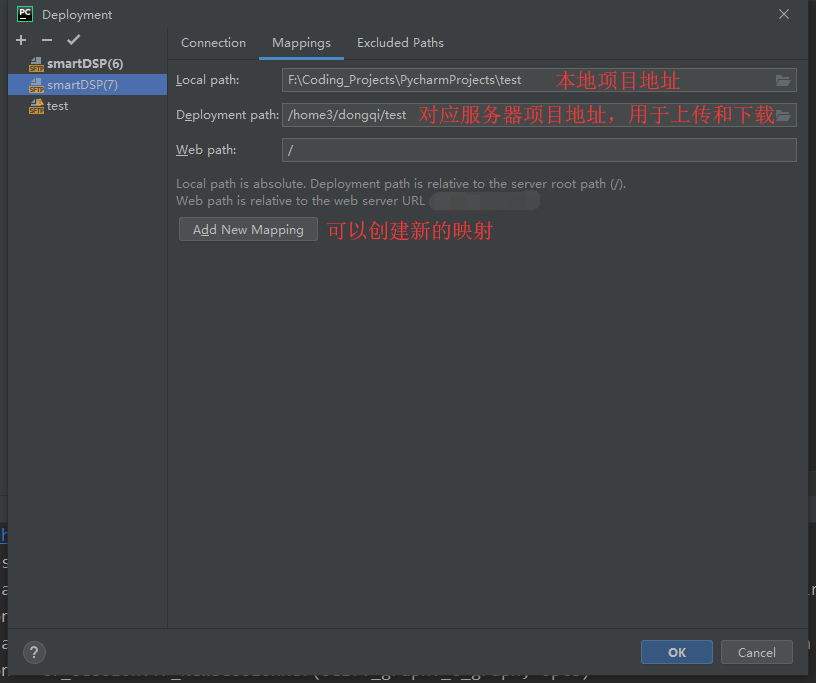 PC Deployment
smartDSP(6)
SFTP
smartDSP(7)
SFTP
test
SFTP
Connection Mappings Excluded Paths
Local path: F:\Coding_Projects\PycharmProjects\test 本地项目地址
Deployment path: /home3/dongqi/test 对应服务器项目地址，用于上传和下载
Web path: /
Local path is absolute. Deployment path is relative to the server root path (/).
Web path is relative to the web server URL
Add New Mapping 可以创建新的映射
? OK Cancel